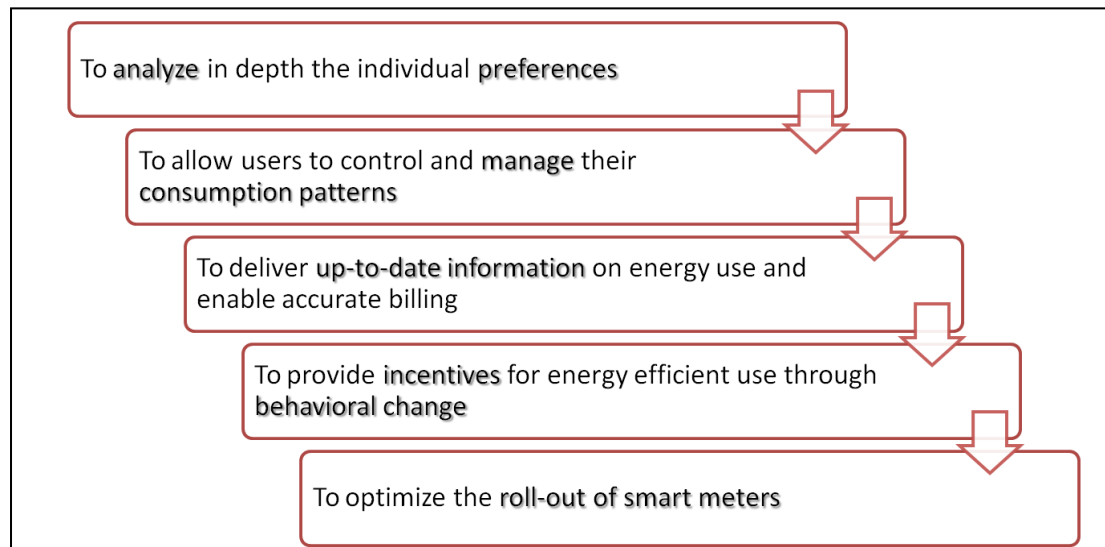 To analyze in depth the individual preferences
To allow users to control and manage their
consumption patterns
To deliver up-to-date information on energy use and
enable accurate billing
To provide incentives for energy efficient use through
behavioral change
To optimize the roll-out of smart meters